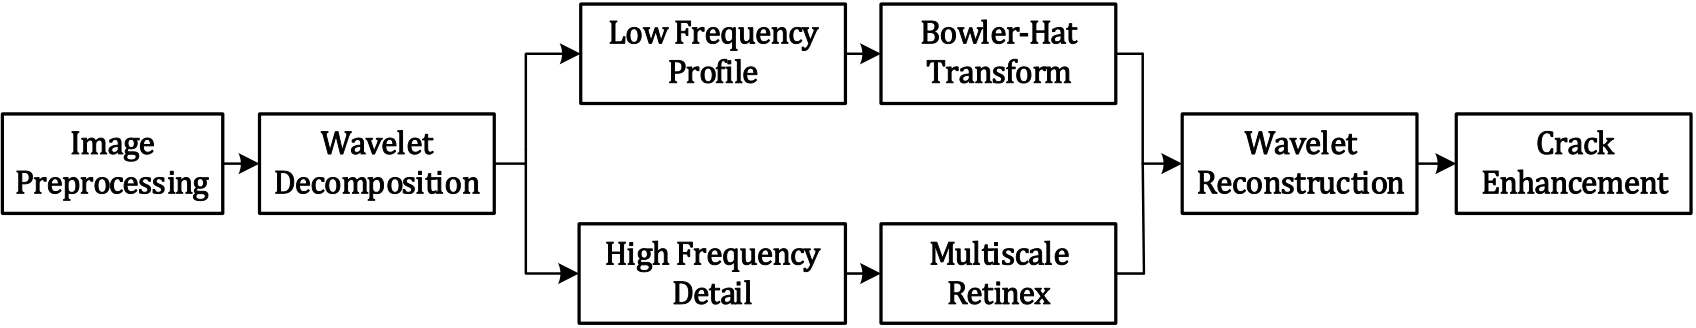 Image
Preprocessing
Wavelet
Decomposition
Low Frequency
Profile
Bowler-Hat
Transform
High Frequency
Detail
Multiscale
Retinex
Wavelet
Reconstruction
Crack
Enhancement